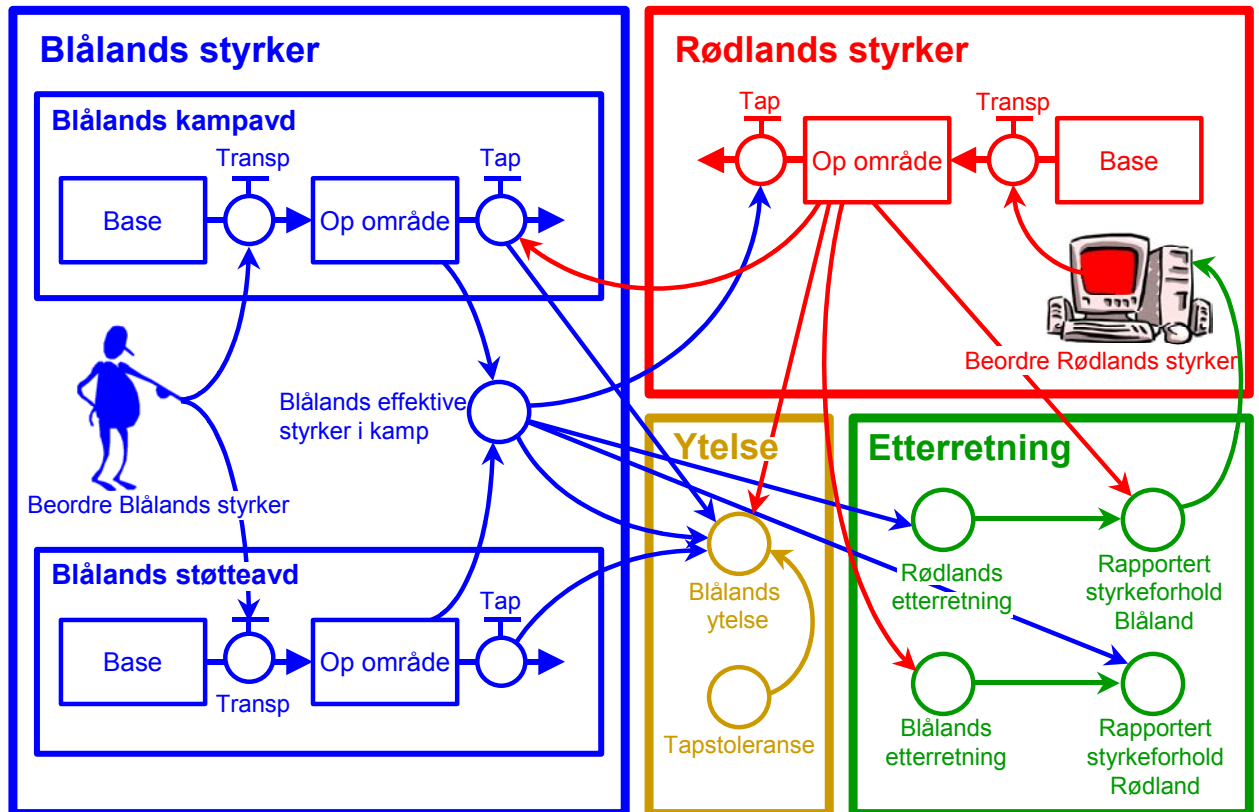 Blålands styrker
Blålands kampavd
Transp
Tap
Base
Op område
Blålands effektive
styrker i kamp
Beordre Blålands styrker
Blålands støtteavd
Tap
Base
Op område
Transp
Rødlands styrker
Tap
Transp
Op område
Base
Beordre Rødlands styrker
Ytelse
Blålands
ytelse
Tapstoleranse
Etterretning
Rødlands
etterretning
Rapportert
styrkeforhold
Blåland
Blålands
etterretning
Rapportert
styrkeforhold
Rødland